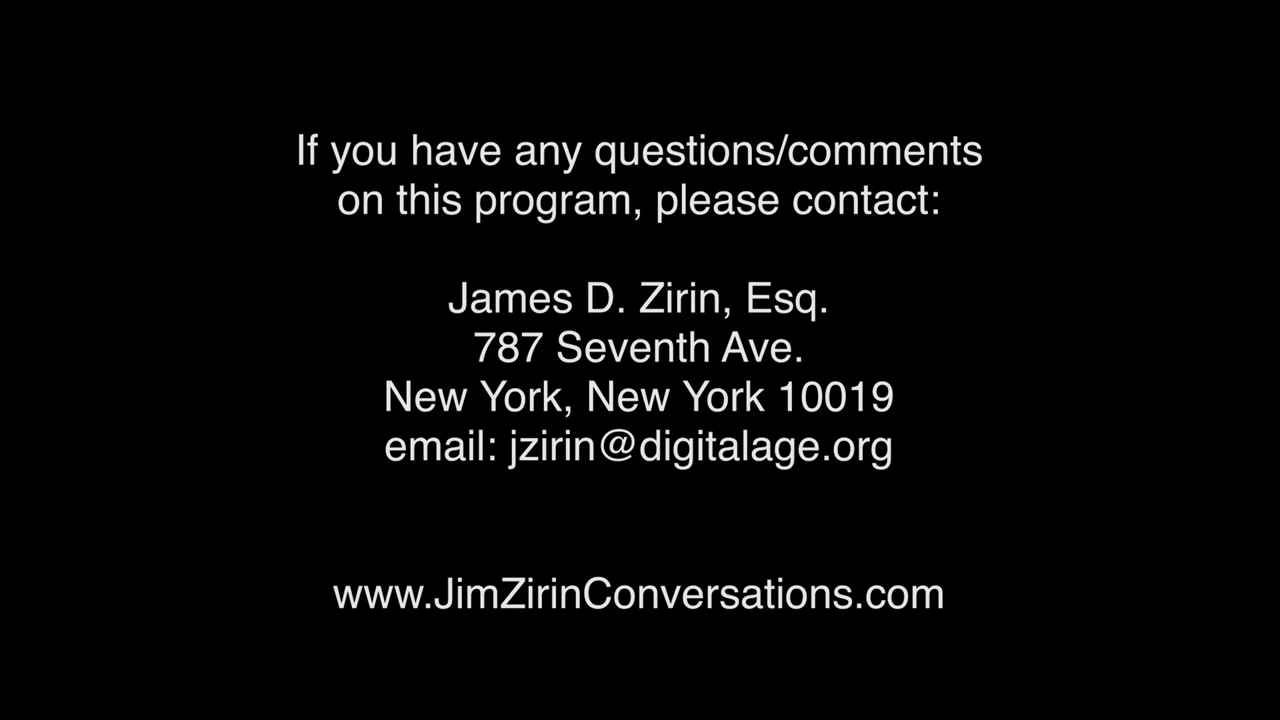 If you have any questions/comments
on this program, please contact:
James D. Zirin, Esq.
787 Seventh Ave.
New York, New York 10019
email: jzirin@digitalage.org
www.JimZirinConversations.com